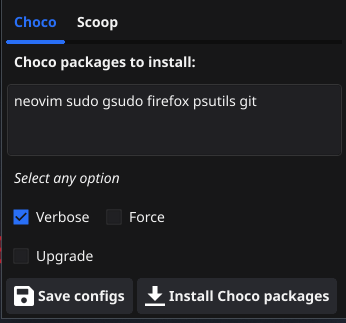 Choco Scoop
Choco packages to install:
neovim sudo gsudo firefox psutils git
Select any option
Verbose Force
Upgrade
Save configs Install Choco packages